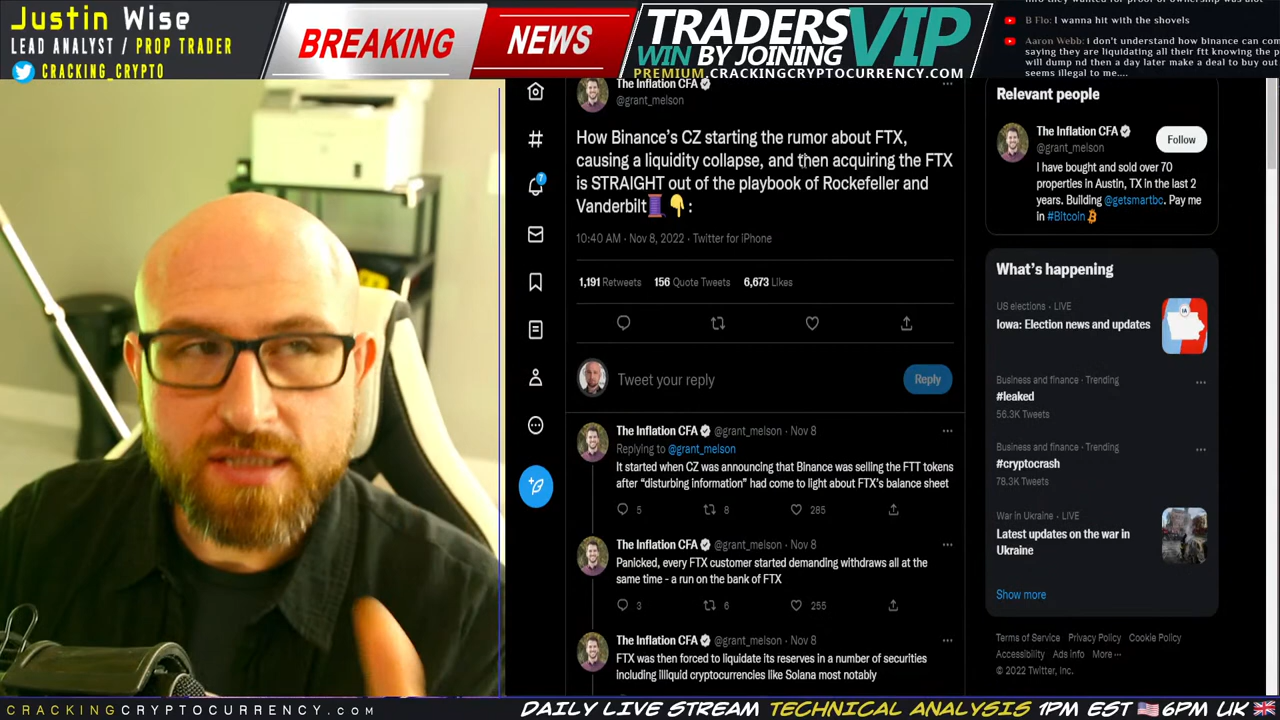 Justin Wise
LEAD ANALYST / PROP TRADER
CRACKING_CRYPTO
BREAKING
NEWS
TRADERS
WIN BY JOINING
VIP
PREMIUM.CRACKINGCRYPTOCURRENCY.COM
B Flo: I wanna hit with the shovels
Aaron Webb: i don't understand how binance can com
saying they are liquidating all their ftt knowing the p
will dump nd then a day later make a deal to buy out
seems illegal to me....
The Inflation CFA
@grant_melson
How Binance's CZ starting the rumor about FTX,
causing a liquidity collapse, and then acquiring the FTX
is STRAIGHT out of the playbook of Rockefeller and
Vanderbilt🧵👇:
10:40 AM · Nov 8, 2022 · Twitter for iPhone
1,191 Retweets 156 Quote Tweets 6,673 Likes
7
Tweet your reply
Reply
The Inflation CFA @grant_melson · Nov 8
Replying to @grant_melson
It started when CZ was announcing that Binance was selling the FTT tokens
after “disturbing information” had come to light about FTX's balance sheet
5 8 285
The Inflation CFA @grant_melson · Nov 8
Panicked, every FTX customer started demanding withdraws all at the
same time - a run on the bank of FTX
3 6 255
The Inflation CFA @grant_melson · Nov 8
FTX was then forced to liquidate its reserves in a number of securities
including illiquid cryptocurrencies like Solana most notably
Relevant people
The Inflation CFA
@grant_melson
Follow
I have bought and sold over 70
properties in Austin, TX in the last 2
years. Building @getsmartbc. Pay me
in #Bitcoin
What's happening
US elections · LIVE
Iowa: Election news and updates
Business and finance · Trending
#leaked
56.3K Tweets
Business and finance · Trending
#cryptocrash
78.3K Tweets
War in Ukraine · LIVE
Latest updates on the war in
Ukraine
Show more
Terms of Service Privacy Policy Cookie Policy
Accessibility Ads info More ···
© 2022 Twitter, Inc.
CRACKINGCRYPTOCURRENCY.com
DAILY LIVE STREAM TECHNICAL ANALYSIS 1PM EST 🇺🇸 6PM UK 🇬🇧